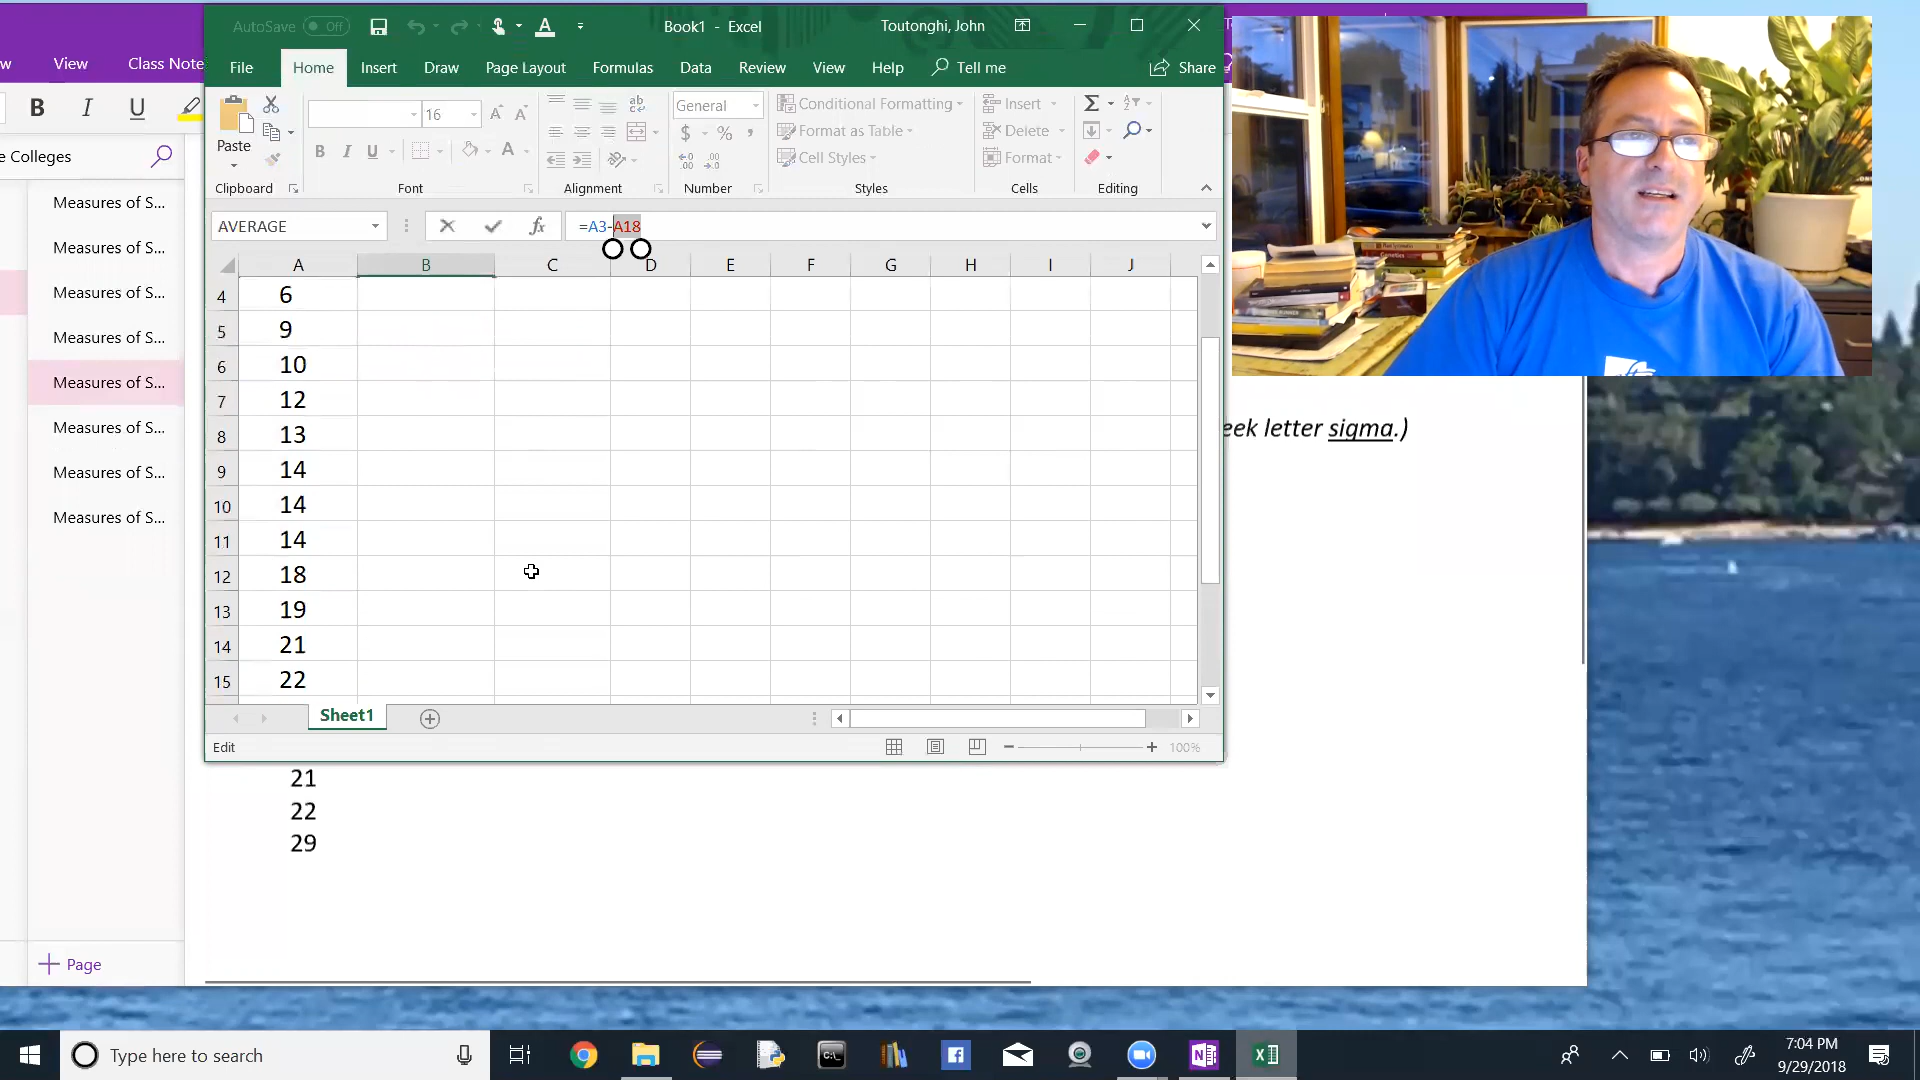 AutoSave Off
Book1 - Excel
Toutonghi, John
File Home Insert Draw Page Layout Formulas Data Review View Help Tell me Share
w View Class Note
B I U
e Colleges
Measures of S...
Measures of S...
Measures of S...
Measures of S...
Measures of S...
Measures of S...
Measures of S...
Measures of S...
Page
Paste
16
General
Conditional Formatting
Format as Table
Cell Styles
Insert
Delete
Format
Clipboard Font Alignment Number Styles Cells Editing
AVERAGE
fx
=A3-A18
A B C D E F G H I J
4 6
5 9
6 10
7 12
8 13
9 14
10 14
11 14
12 18
13 19
14 21
15 22
Sheet1
Edit
100%
eek letter sigma.)
21
22
29
Type here to search
7:04 PM
9/29/2018